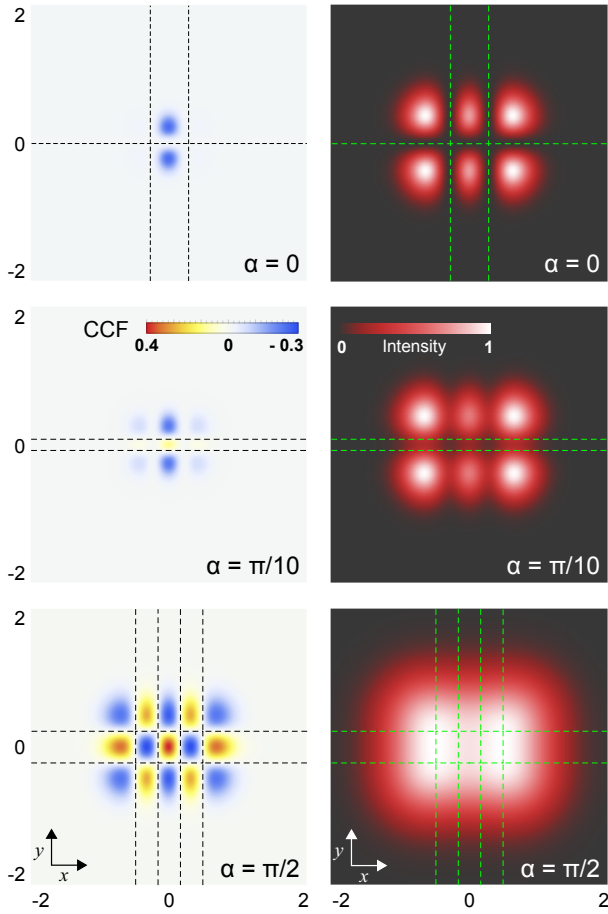 2
0
-2
α = 0
α = 0
2
0
-2
CCF
0.4 0 - 0.3
α = π/10
0 Intensity 1
α = π/10
2
0
-2
y
x
α = π/2
y
x
α = π/2
-2 0 2
-2 0 2